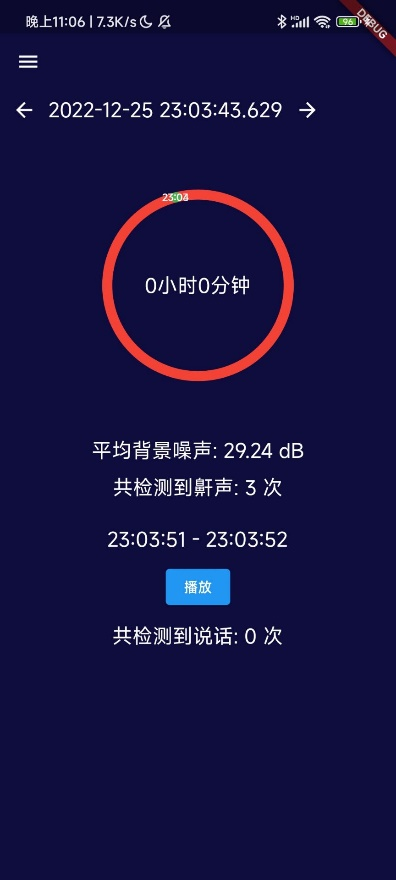 晚上11:06 | 7.3K/s
HD
96
DEBUG
2022-12-25 23:03:43.629
0小时0分钟
平均背景噪声: 29.24 dB
共检测到鼾声: 3 次
23:03:51 - 23:03:52
播放
共检测到说话: 0 次